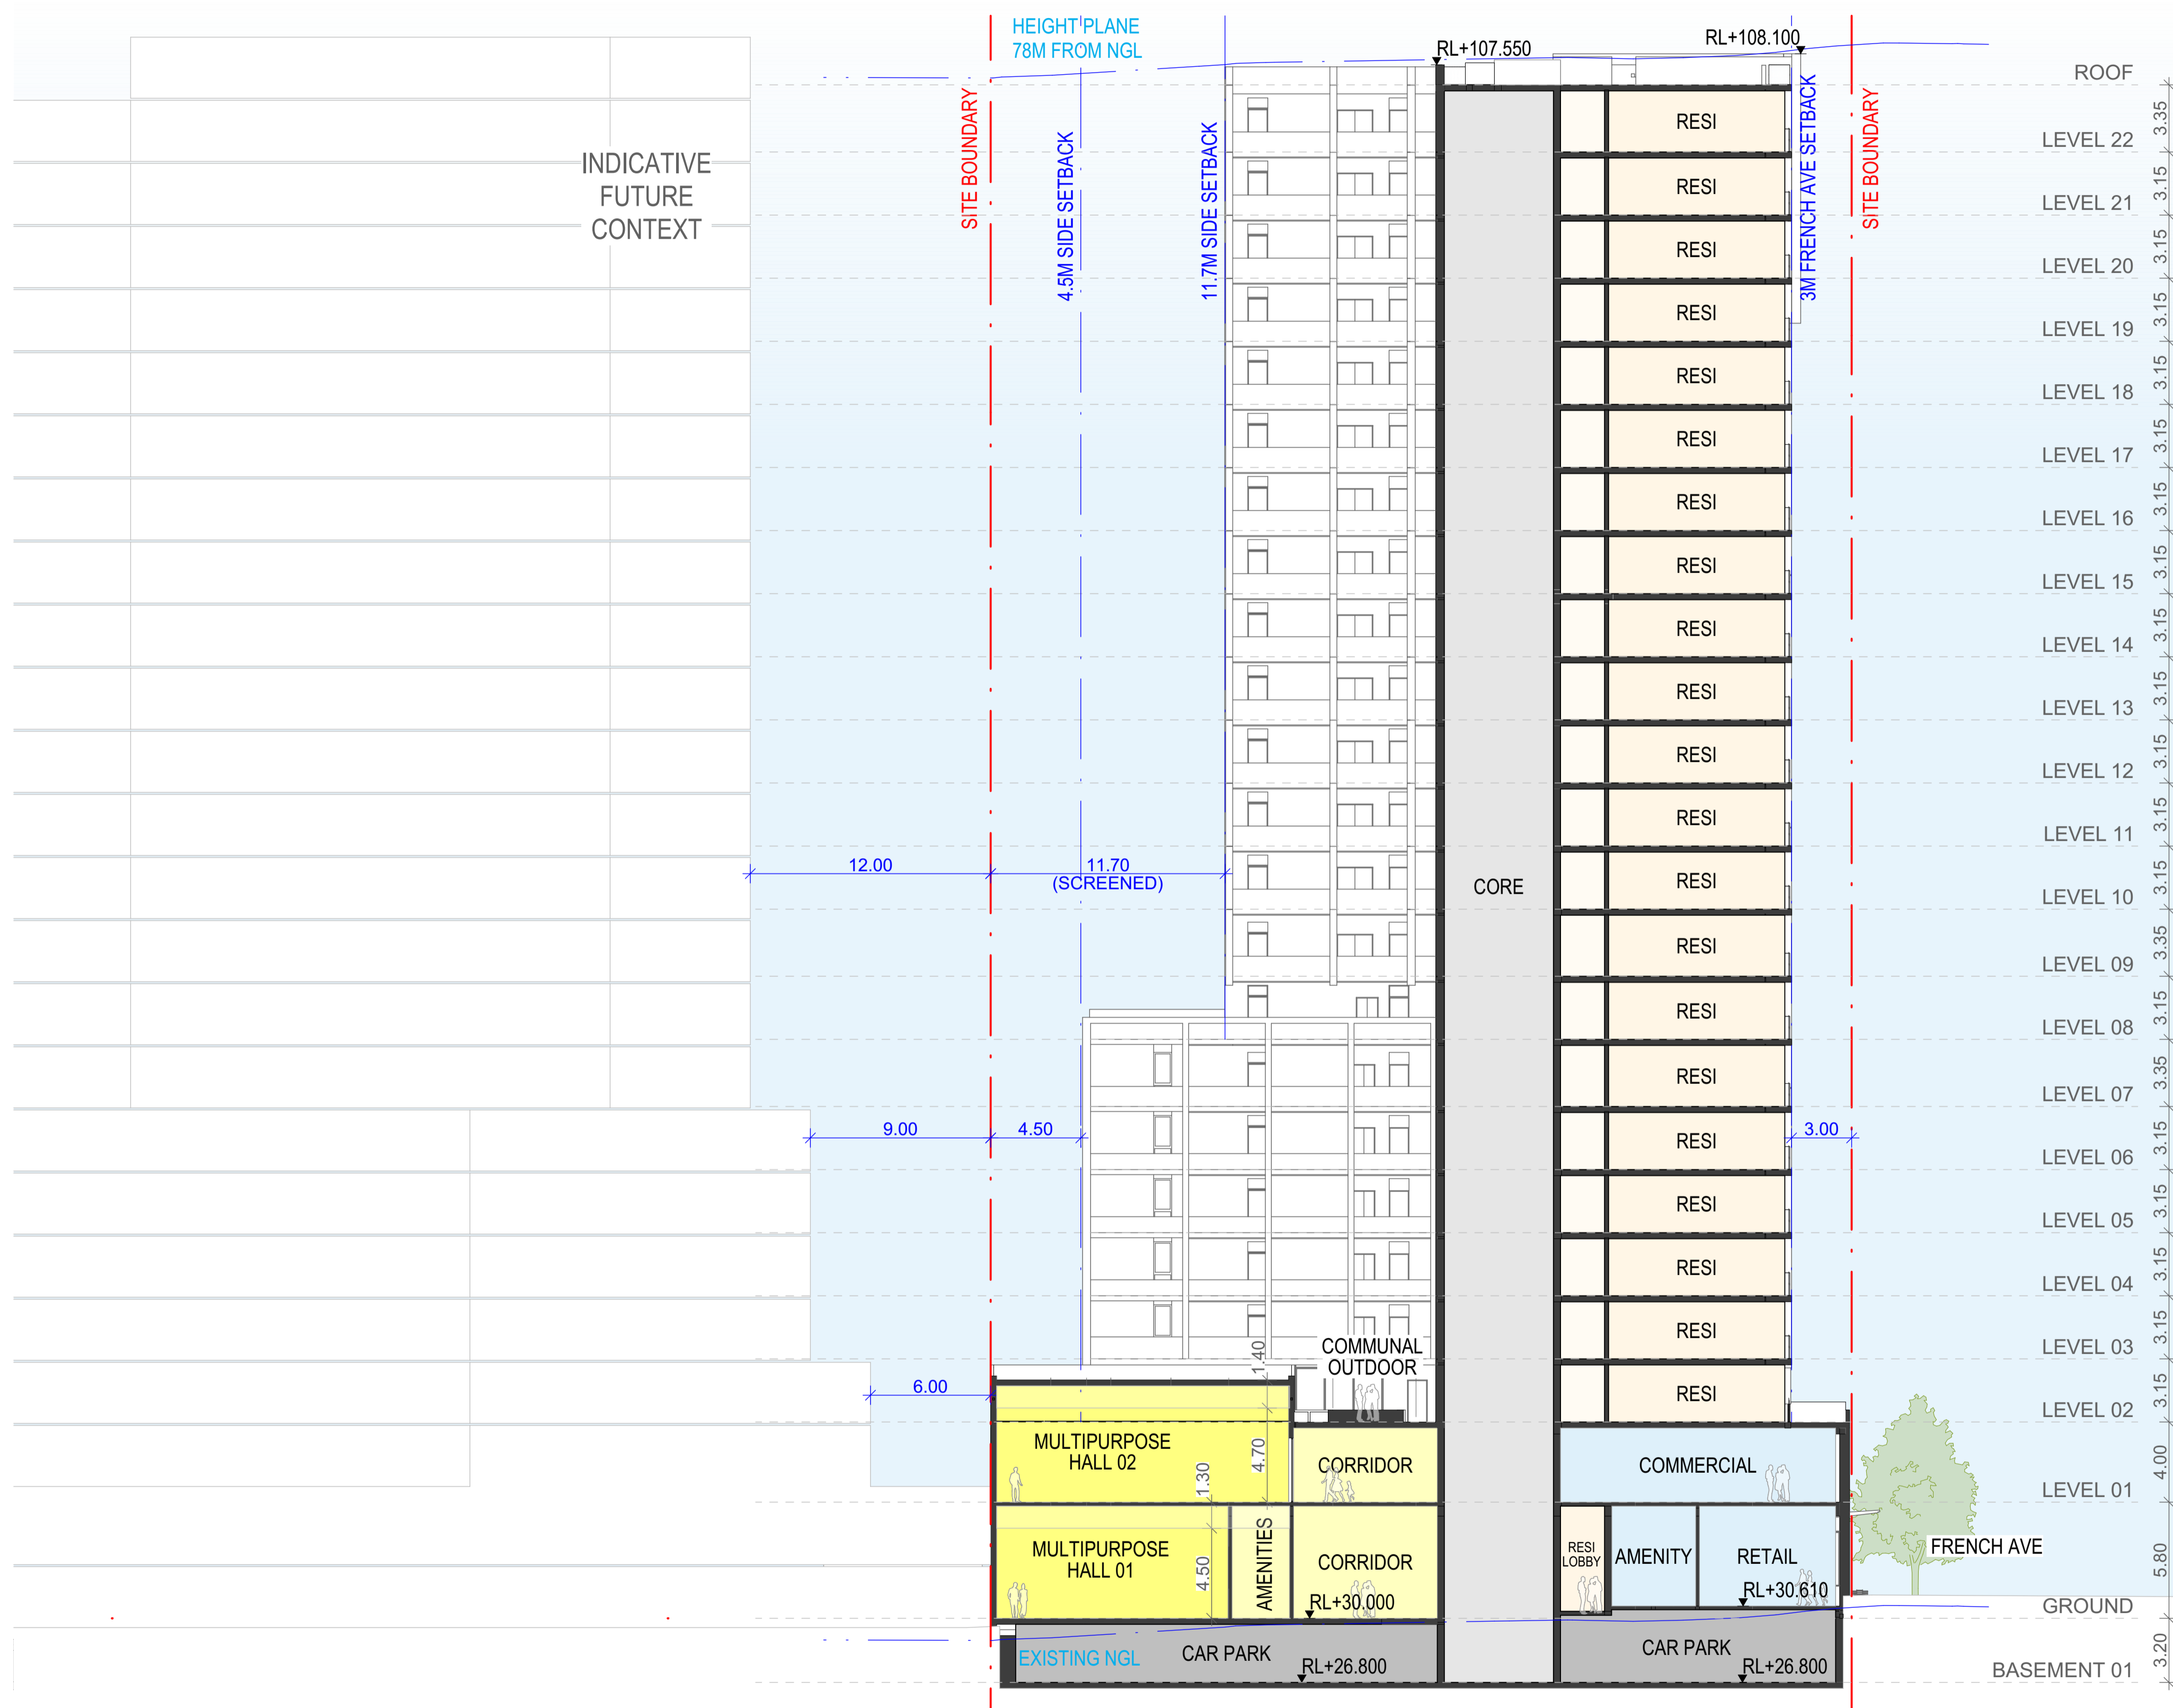 HEIGHT PLANE
78M FROM NGL
RL+107.550
RL+108.100
ROOF
SITE BOUNDARY
4.5M SIDE SETBACK
11.7M SIDE SETBACK
3M FRENCH AVE SETBACK
SITE BOUNDARY
INDICATIVE
FUTURE
CONTEXT
RESI
LEVEL 22
3.35
RESI
LEVEL 21
3.15
RESI
LEVEL 20
3.15
RESI
LEVEL 19
3.15
RESI
LEVEL 18
3.15
RESI
LEVEL 17
3.15
RESI
LEVEL 16
3.15
RESI
LEVEL 15
3.15
RESI
LEVEL 14
3.15
RESI
LEVEL 13
3.15
RESI
LEVEL 12
3.15
RESI
LEVEL 11
3.15
12.00
11.70
(SCREENED)
CORE
RESI
LEVEL 10
3.15
RESI
LEVEL 09
3.35
RESI
LEVEL 08
3.15
RESI
LEVEL 07
3.35
9.00
4.50
3.00
RESI
LEVEL 06
3.15
RESI
LEVEL 05
3.15
RESI
LEVEL 04
3.15
RESI
LEVEL 03
3.15
COMMUNAL
OUTDOOR
1.40
6.00
RESI
LEVEL 02
3.15
MULTIPURPOSE
HALL 02
1.30
4.70
CORRIDOR
COMMERCIAL
LEVEL 01
4.00
MULTIPURPOSE
HALL 01
4.50
AMENITIES
CORRIDOR
RL+30.000
RESI
LOBBY
AMENITY
RETAIL
RL+30.610
FRENCH AVE
GROUND
5.80
EXISTING NGL
CAR PARK
RL+26.800
CAR PARK
RL+26.800
BASEMENT 01
3.20